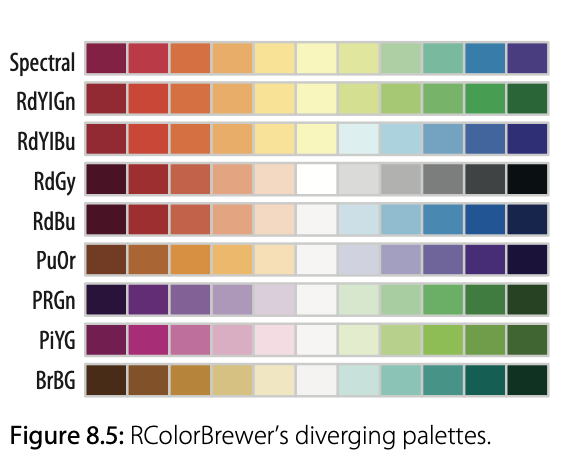 Spectral
RdYlGn
RdYlBu
RdGy
RdBu
PuOr
PRGn
PiYG
BrBG
Figure 8.5: RColorBrewer's diverging palettes.